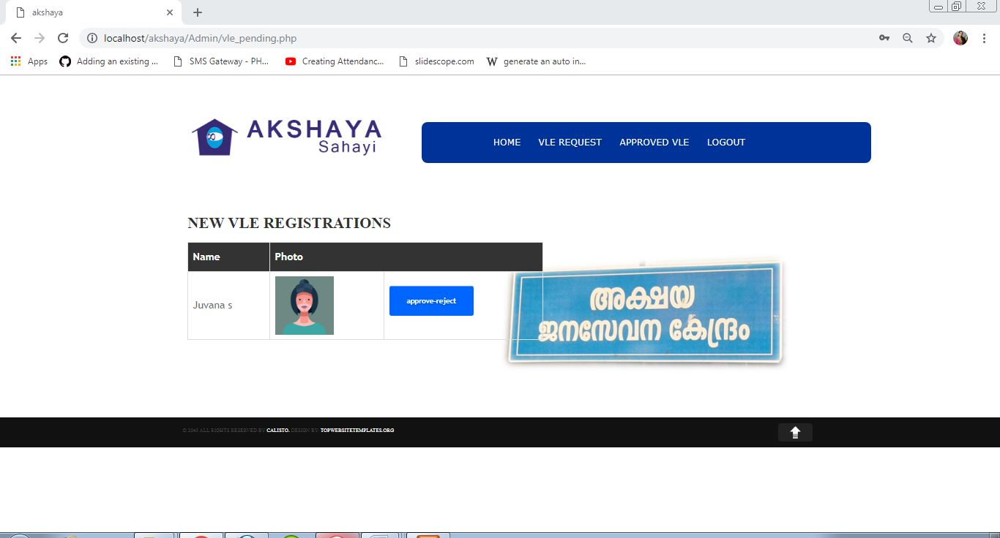 akshaya
localhost/akshaya/Admin/vle_pending.php
Apps Adding an existing ... SMS Gateway - PH... Creating Attendanc... slidescope.com W generate an auto in...
AKSHAYA
Sahayi
HOME VLE REQUEST APPROVED VLE LOGOUT
NEW VLE REGISTRATIONS
Name Photo
Juvana s approve-reject
അക്ഷയ
ജനസേവന കേന്ദ്രം
ALL RIGHTS RESERVED BY CALISTO. DESIGN BY: TOPWEBSITETEMPLATES.ORG